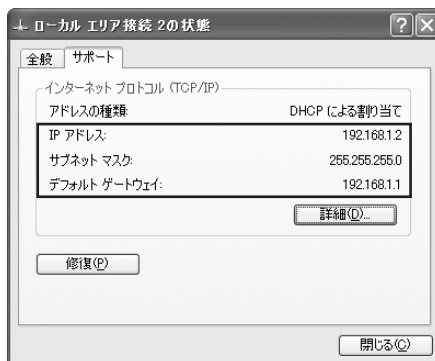 ローカル エリア接続 2の状態
全般 サポート
インターネット プロトコル (TCP/IP)
アドレスの種類: DHCP による割り当て
IP アドレス: 192.168.1.2
サブネット マスク: 255.255.255.0
デフォルト ゲートウェイ: 192.168.1.1
詳細(D)...
修復(P)
閉じる(C)